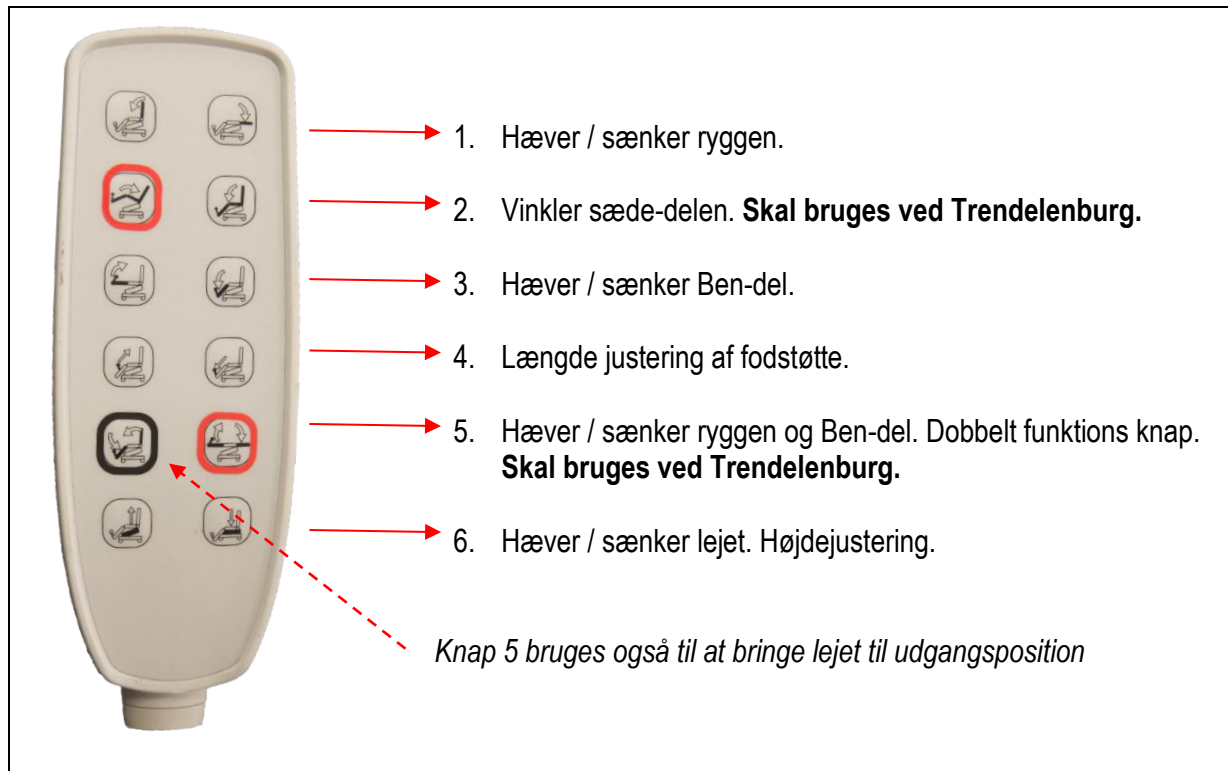 1. Hæver / sænker ryggen.
2. Vinkler sæde-delen. Skal bruges ved Trendelenburg.
3. Hæver / sænker Ben-del.
4. Længde justering af fodstøtte.
5. Hæver / sænker ryggen og Ben-del. Dobbelt funktions knap.
Skal bruges ved Trendelenburg.
6. Hæver / sænker lejet. Højdejustering.
Knap 5 bruges også til at bringe lejet til udgangsposition